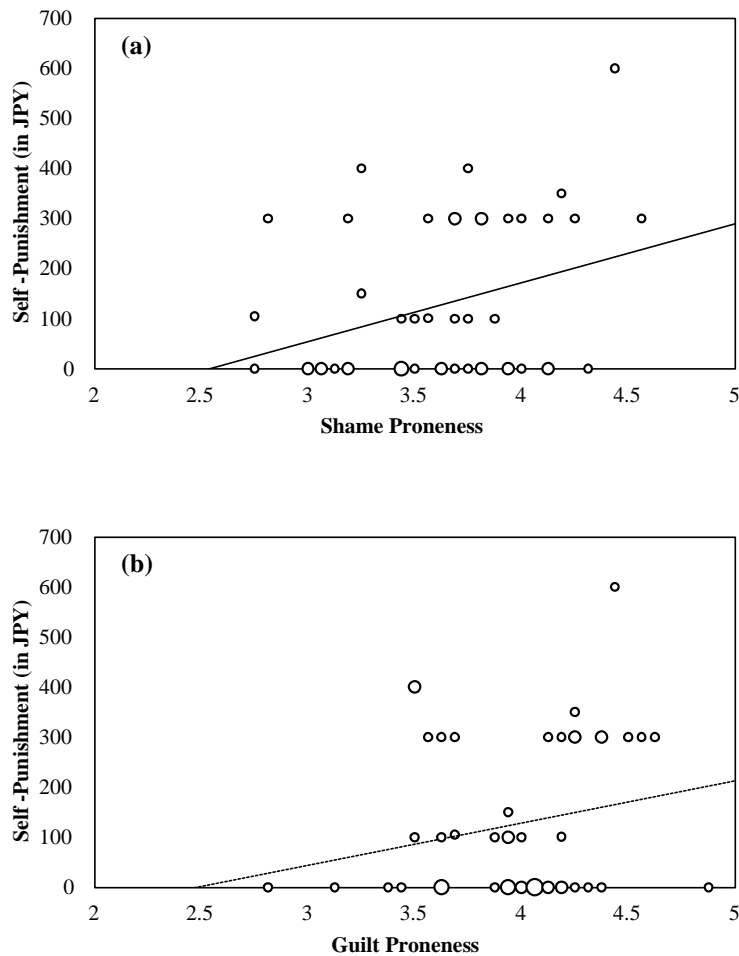 (a)
700
600
500
400
300
200
100
0
Self -Punishment (in JPY)
2 2.5 3 3.5 4 4.5 5
Shame Proneness
(b)
700
600
500
400
300
200
100
0
Self -Punishment (in JPY)
2 2.5 3 3.5 4 4.5 5
Guilt Proneness